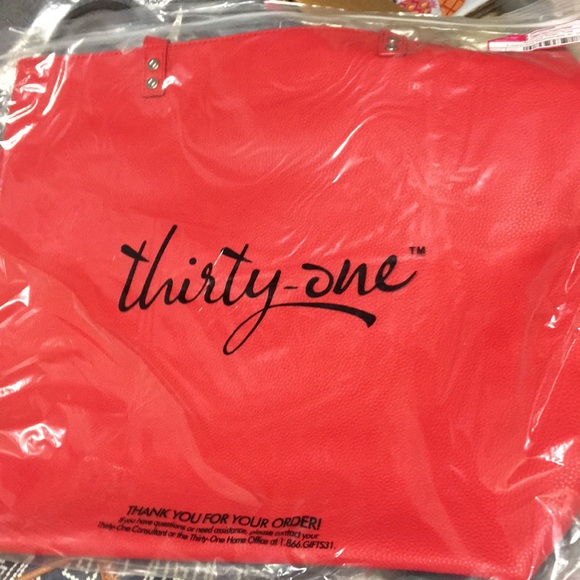 thirty-one™
THANK YOU FOR YOUR ORDER!
If you have questions or need assistance, please contact your
Thirty-One Consultant or the Thirty-One Home Office at 1.866.GIFTS31.